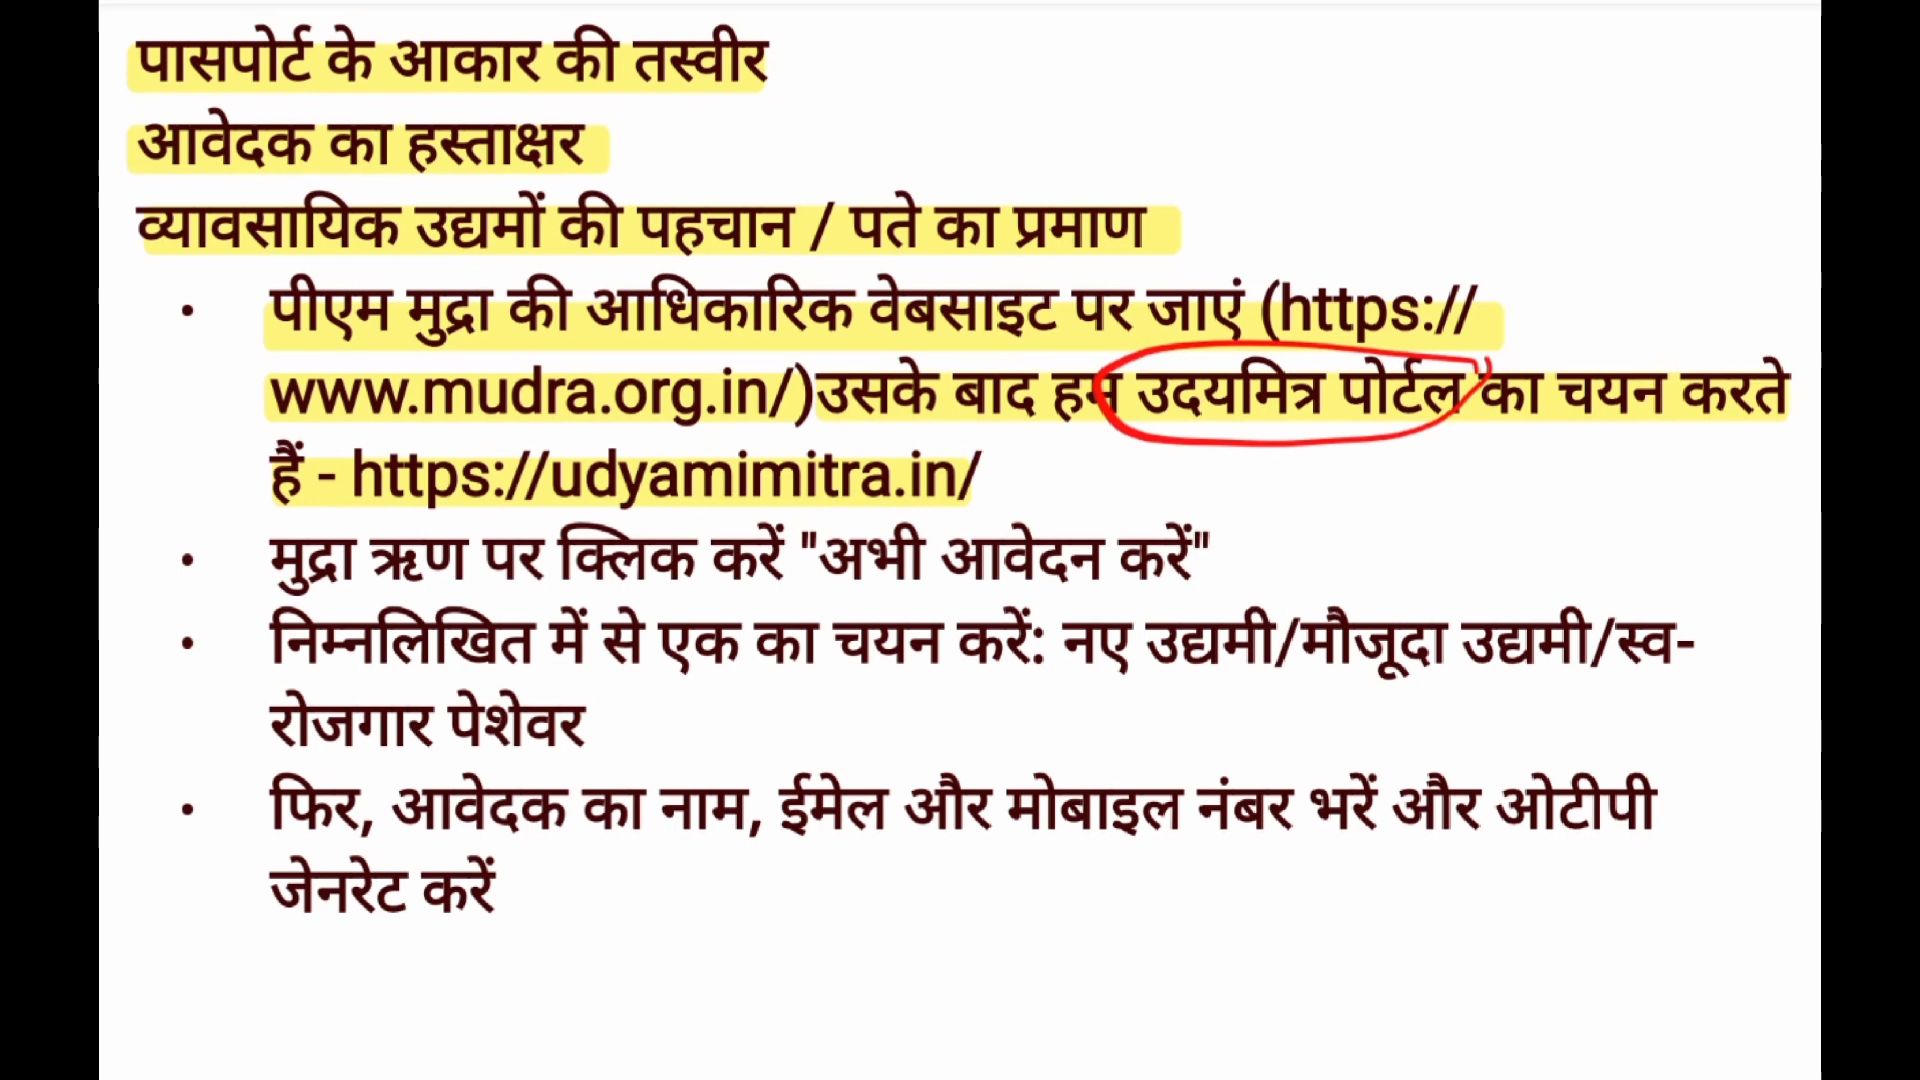 पासपोर्ट के आकार की तस्वीर
आवेदक का हस्ताक्षर
व्यावसायिक उद्यमों की पहचान / पते का प्रमाण
• पीएम मुद्रा की आधिकारिक वेबसाइट पर जाएं (https://
www.mudra.org.in/)उसके बाद हम उदयमित्र पोर्टल का चयन करते
हैं - https://udyamimitra.in/
• मुद्रा ऋण पर क्लिक करें "अभी आवेदन करें"
• निम्नलिखित में से एक का चयन करें: नए उद्यमी/मौजूदा उद्यमी/स्व-
रोजगार पेशेवर
• फिर, आवेदक का नाम, ईमेल और मोबाइल नंबर भरें और ओटीपी
जेनरेट करें